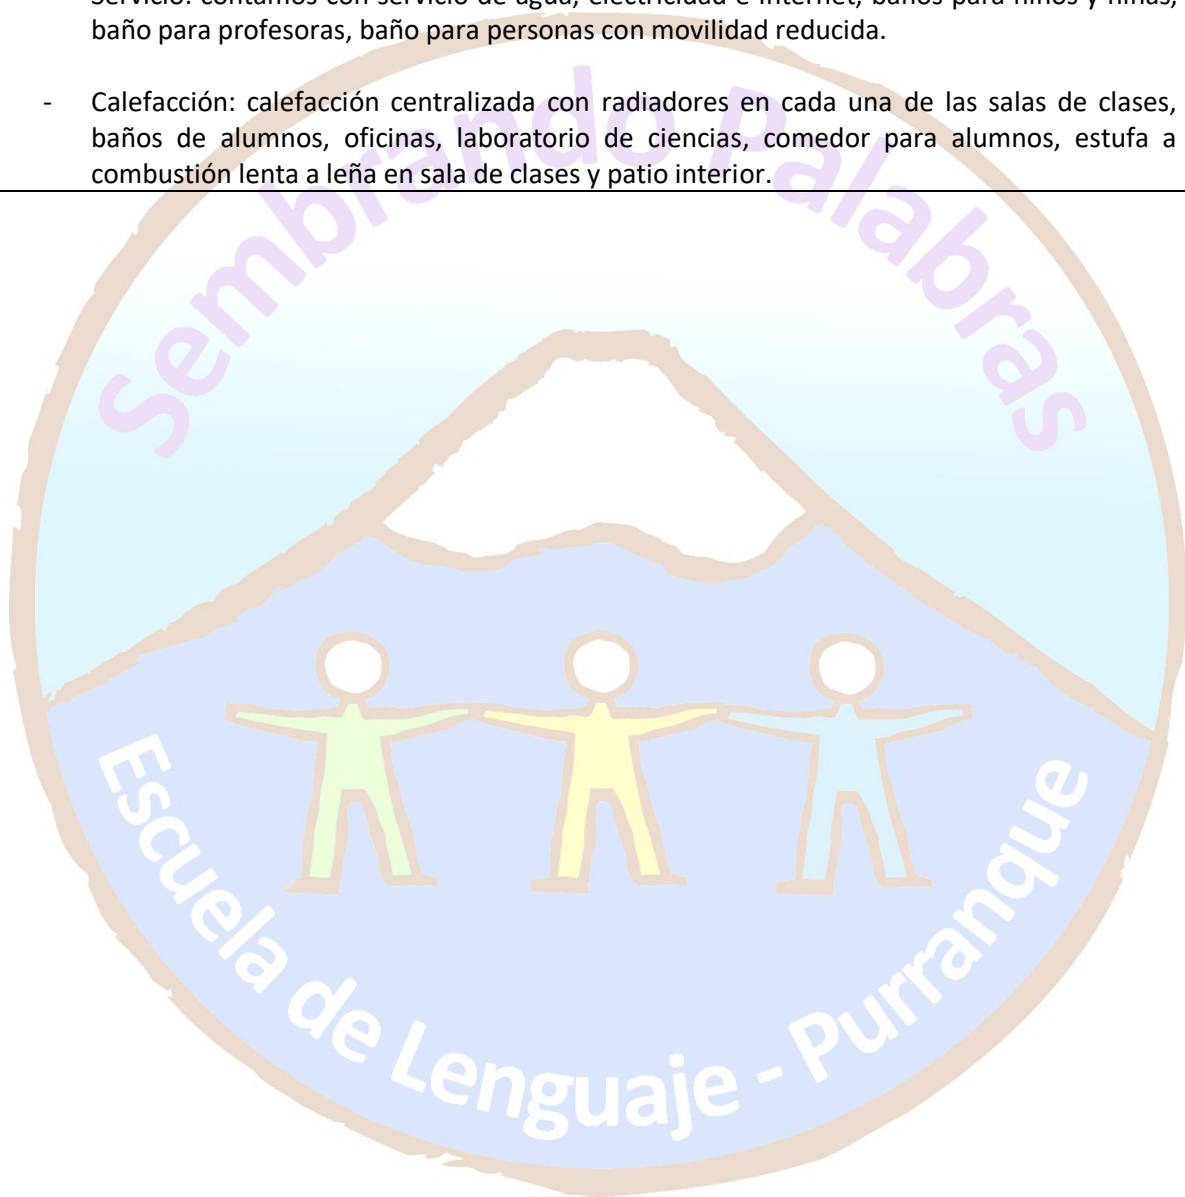 Servicio: contamos con servicio de agua, electricidad e internet, baños para niños y niñas,
baño para profesoras, baño para personas con movilidad reducida.
- Calefacción: calefacción centralizada con radiadores en cada una de las salas de clases,
baños de alumnos, oficinas, laboratorio de ciencias, comedor para alumnos, estufa a
combustión lenta a leña en sala de clases y patio interior.
Sembrando Palabras
Escuela de Lenguaje - Purranque